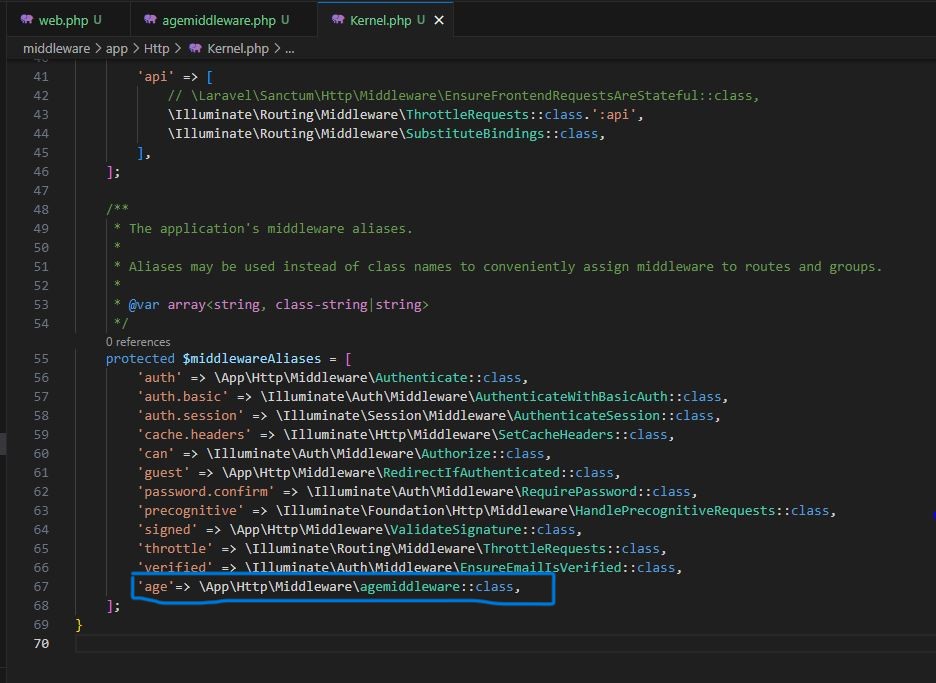 web.php U
agemiddleware.php U
Kernel.php U ×
middleware > app > Http > Kernel.php > ...
40
41 'api' => [
42 // \Laravel\Sanctum\Http\Middleware\EnsureFrontendRequestsAreStateful::class,
43 \Illuminate\Routing\Middleware\ThrottleRequests::class.':api',
44 \Illuminate\Routing\Middleware\SubstituteBindings::class,
45 ],
46 ];
47
48 /**
49 * The application's middleware aliases.
50 *
51 * Aliases may be used instead of class names to conveniently assign middleware to routes and groups.
52 *
53 * @var array<string, class-string|string>
54 */
0 references
55 protected $middlewareAliases = [
56 'auth' => \App\Http\Middleware\Authenticate::class,
57 'auth.basic' => \Illuminate\Auth\Middleware\AuthenticateWithBasicAuth::class,
58 'auth.session' => \Illuminate\Session\Middleware\AuthenticateSession::class,
59 'cache.headers' => \Illuminate\Http\Middleware\SetCacheHeaders::class,
60 'can' => \Illuminate\Auth\Middleware\Authorize::class,
61 'guest' => \App\Http\Middleware\RedirectIfAuthenticated::class,
62 'password.confirm' => \Illuminate\Auth\Middleware\RequirePassword::class,
63 'precognitive' => \Illuminate\Foundation\Http\Middleware\HandlePrecognitiveRequests::class,
64 'signed' => \App\Http\Middleware\ValidateSignature::class,
65 'throttle' => \Illuminate\Routing\Middleware\ThrottleRequests::class,
66 'verified' => \Illuminate\Auth\Middleware\EnsureEmailIsVerified::class,
67 'age'=> \App\Http\Middleware\agemiddleware::class,
68 ];
69 }
70